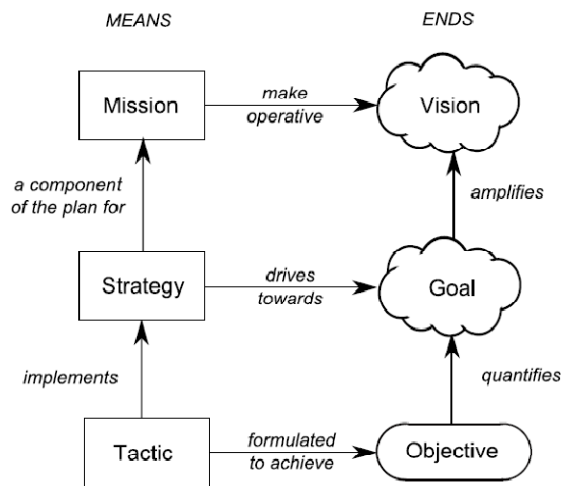 MEANS
ENDS
Mission
make
operative
Vision
a component
of the plan for
amplifies
Strategy
drives
towards
Goal
implements
quantifies
Tactic
formulated
to achieve
Objective